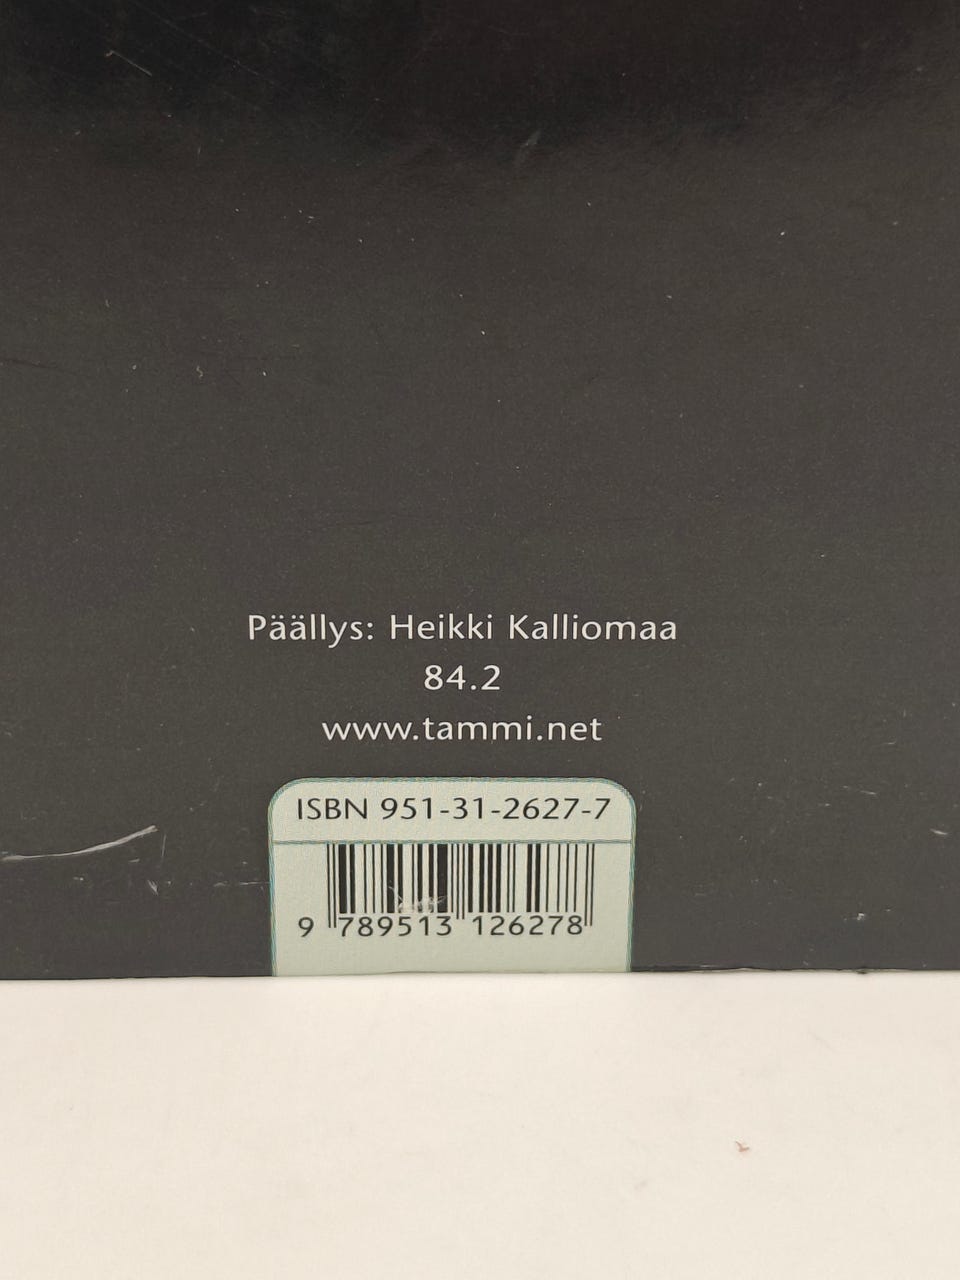 Päällys: Heikki Kalliomaa
84.2
www.tammi.net
ISBN 951-31-2627-7
9 789513 126278